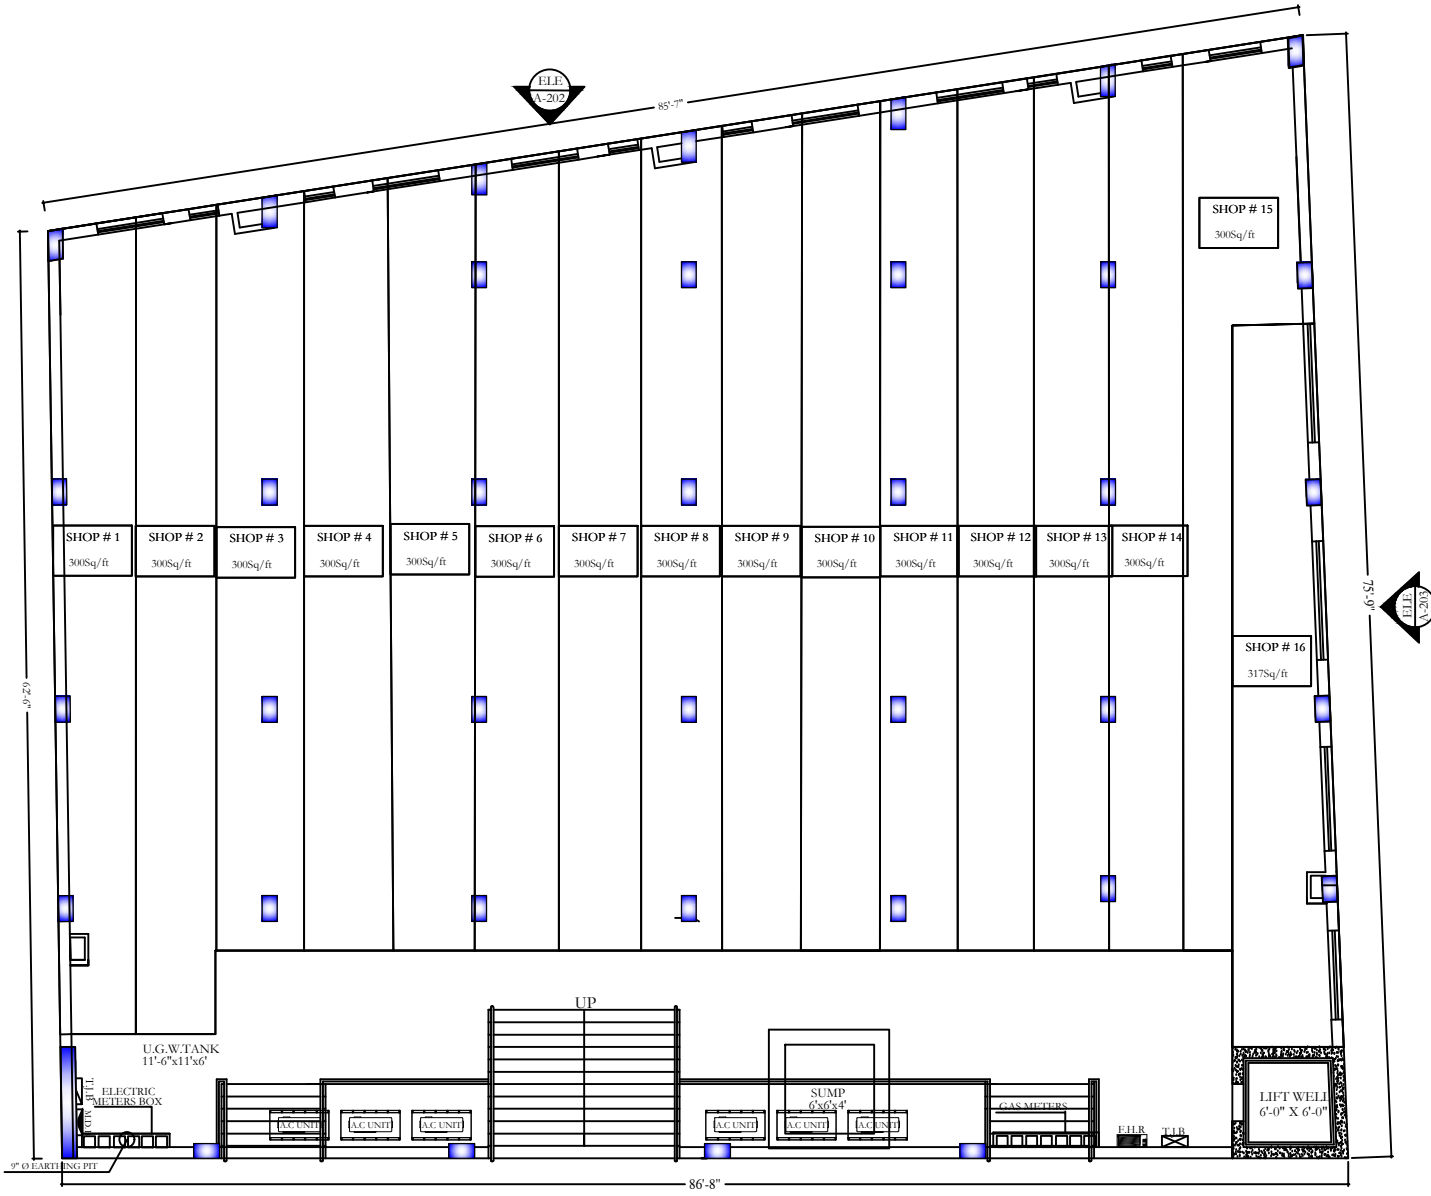 ELE
A-202
85'-7"
SHOP # 15
300Sq/ft
SHOP # 1
300Sq/ft
SHOP # 2
300Sq/ft
SHOP # 3
300Sq/ft
SHOP # 4
300Sq/ft
SHOP # 5
300Sq/ft
SHOP # 6
300Sq/ft
SHOP # 7
300Sq/ft
SHOP # 8
300Sq/ft
SHOP # 9
300Sq/ft
SHOP # 10
300Sq/ft
SHOP # 11
300Sq/ft
SHOP # 12
300Sq/ft
SHOP # 13
300Sq/ft
SHOP # 14
300Sq/ft
75'-9"
ELE
A-203
SHOP # 16
317Sq/ft
62'-6"
UP
U.G.W.TANK
11'-6"x11'x6'
T.I.B
ELECTRIC
METERS BOX
SUMP
6'x6'x4'
GAS METERS
LIFT WELL
6'-0" X 6'-0"
A.C UNIT
A.C UNIT
A.C UNIT
A.C UNIT
A.C UNIT
A.C UNIT
F.H.R
T.I.B
9" Ø EARTHING PIT
86'-8"